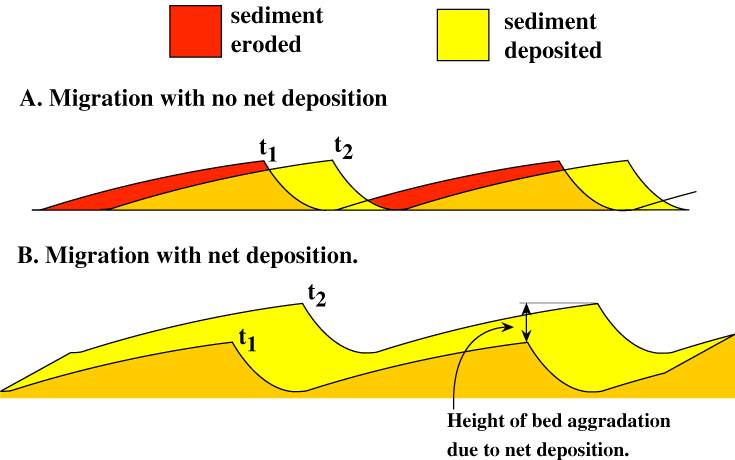 sediment
eroded
sediment
deposited
A. Migration with no net deposition
t1
t2
B. Migration with net deposition.
t2
t1
Height of bed aggradation
due to net deposition.